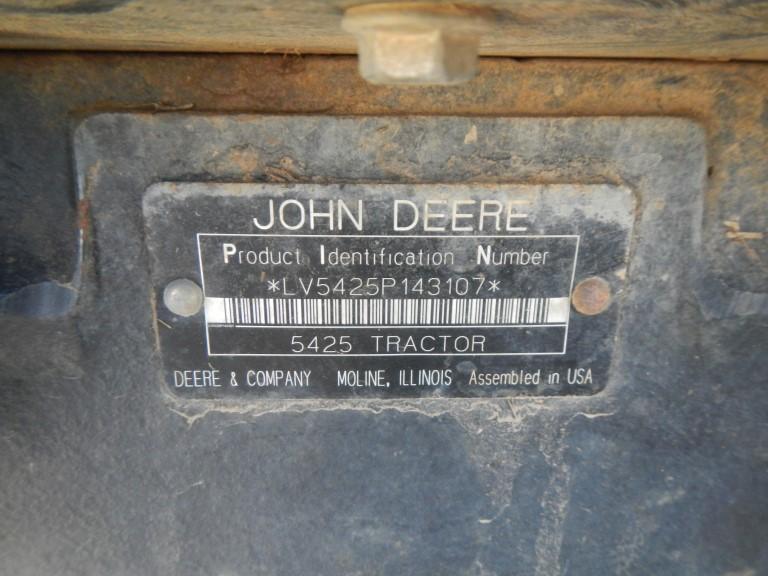 JOHN DEERE
Product Identification Number
*LV5425P143107*
5425 TRACTOR
DEERE & COMPANY MOLINE, ILLINOIS Assembled in USA